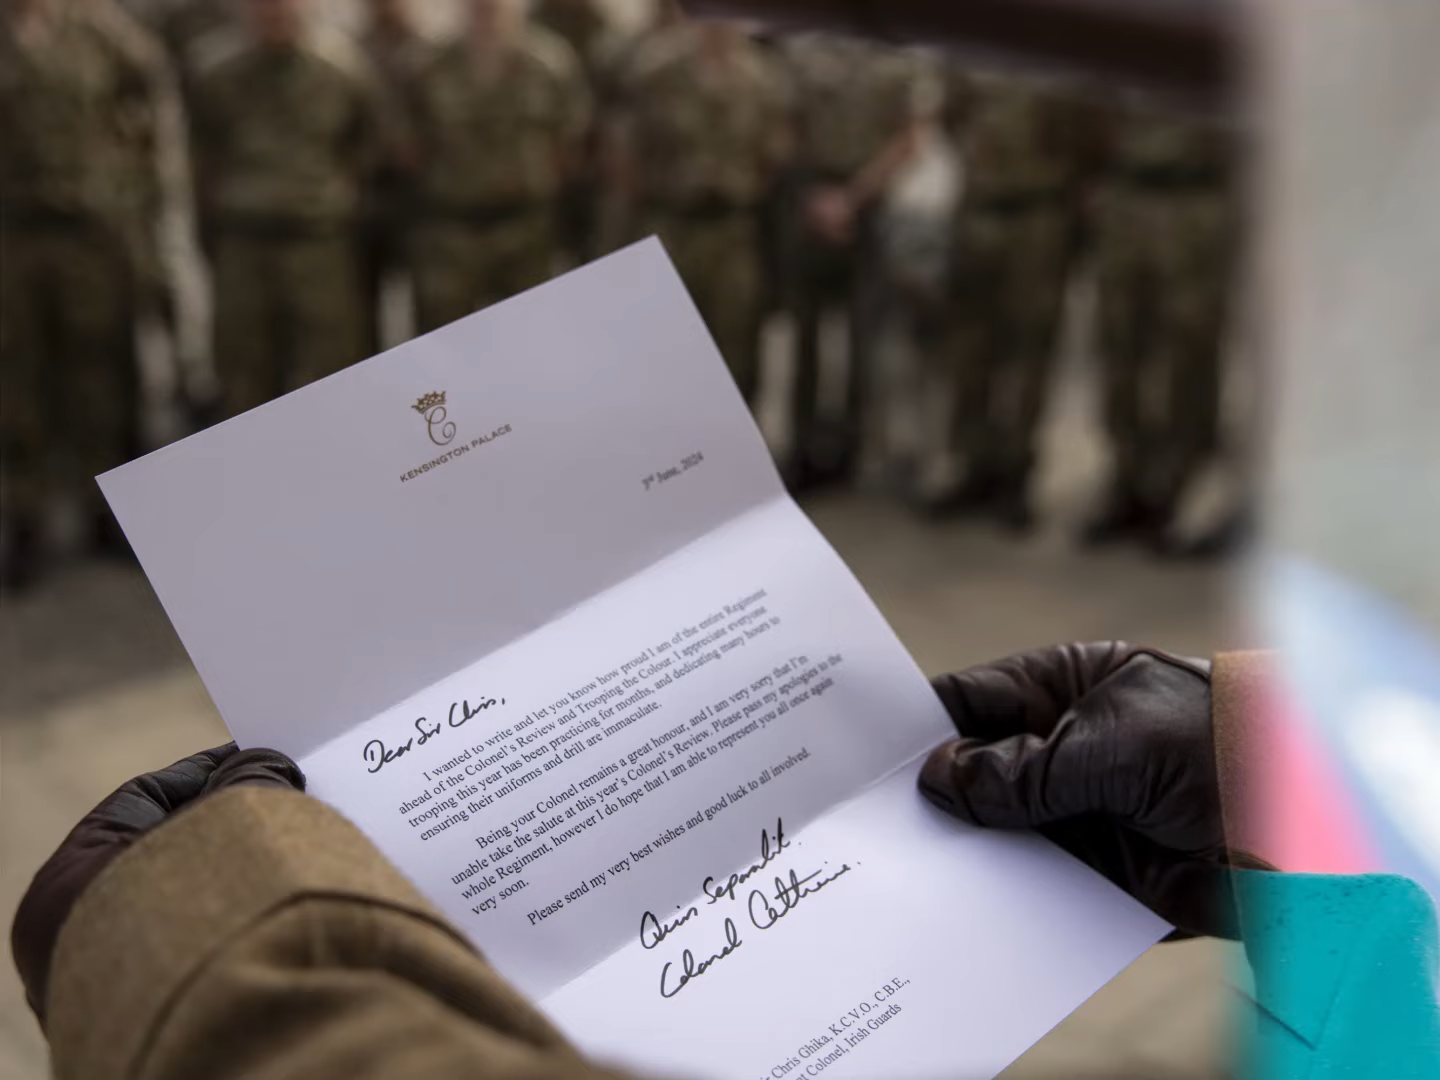 C
KENSINGTON PALACE
3rd June, 2024
Dear Sir Chris,
I wanted to write and let you know how proud I am of the entire Regiment
ahead of the Colonel's Review and Trooping the Colour. I appreciate everyone
trooping this year has been practicing for months, and dedicating many hours to
ensuring their uniforms and drill are immaculate.
Being your Colonel remains a great honour, and I am very sorry that I'm
unable take the salute at this year's Colonel's Review. Please pass my apologies to the
whole Regiment, however I do hope that I am able to represent you all once again
very soon.
Please send my very best wishes and good luck to all involved.
Quis Separabit.
Colonel Catherine.
Chris Ghika, K.C.V.O., C.B.E.,
Colonel, Irish Guards